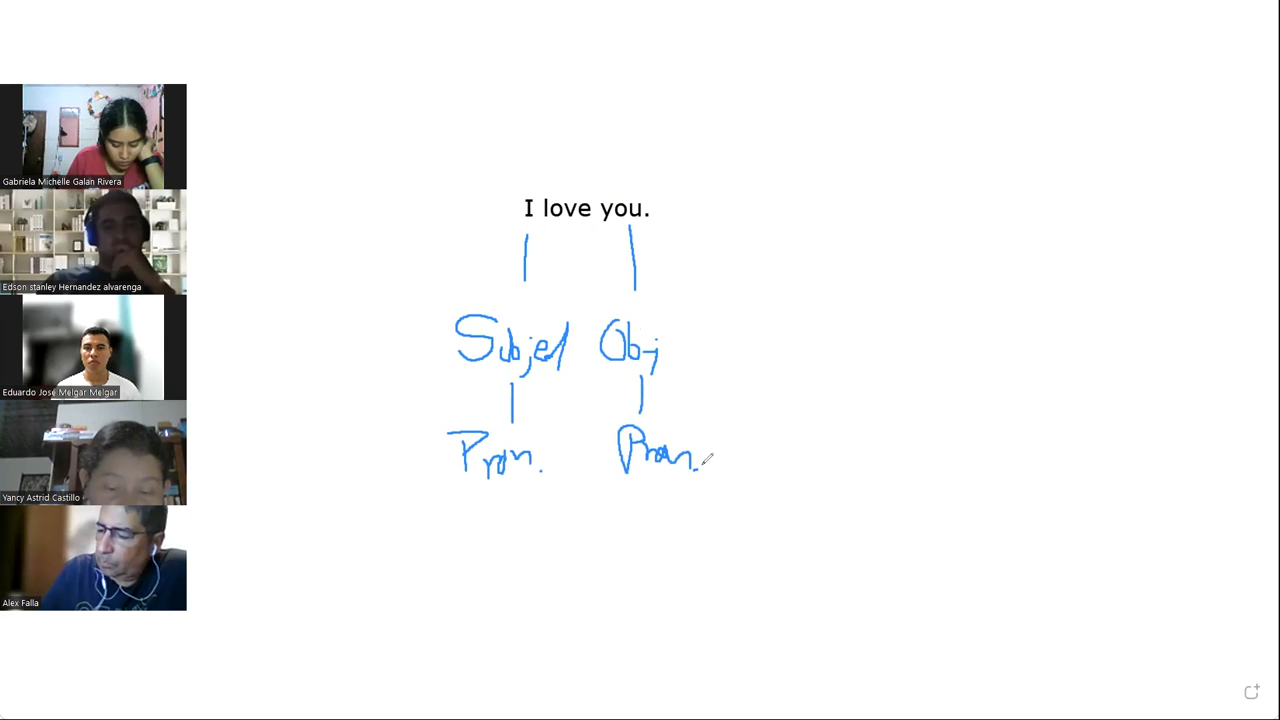 Gabriela Michelle Galan Rivera
Edson stanley Hernandez alvarenga
Eduardo José Melgar Melgar
Yancy Astrid Castillo
Alex Falla
I love you.
Subject Obj
Pron. Pron.